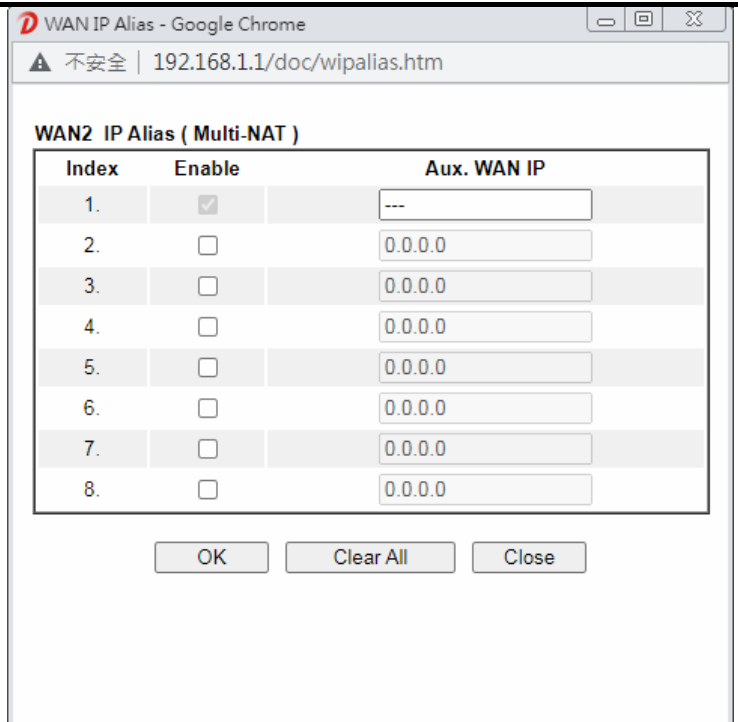 WAN IP Alias - Google Chrome
不安全 | 192.168.1.1/doc/wipalias.htm
WAN2 IP Alias ( Multi-NAT )
Index Enable Aux. WAN IP
1. ---
2. 0.0.0.0
3. 0.0.0.0
4. 0.0.0.0
5. 0.0.0.0
6. 0.0.0.0
7. 0.0.0.0
8. 0.0.0.0
OK Clear All Close